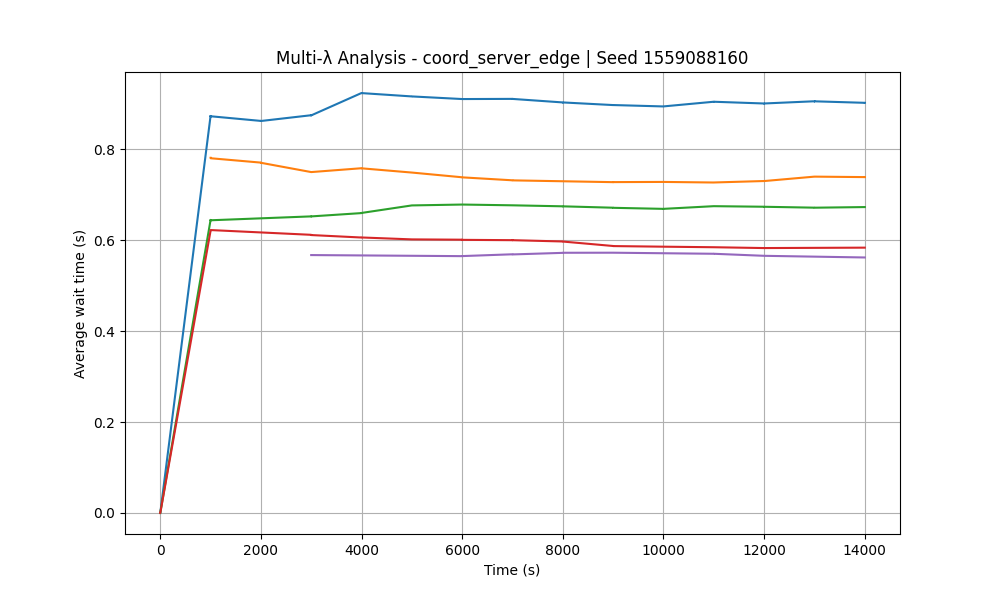 Multi-λ Analysis - coord_server_edge | Seed 1559088160
Average wait time (s)
0.8
0.6
0.4
0.2
0.0
0 2000 4000 6000 8000 10000 12000 14000
Time (s)